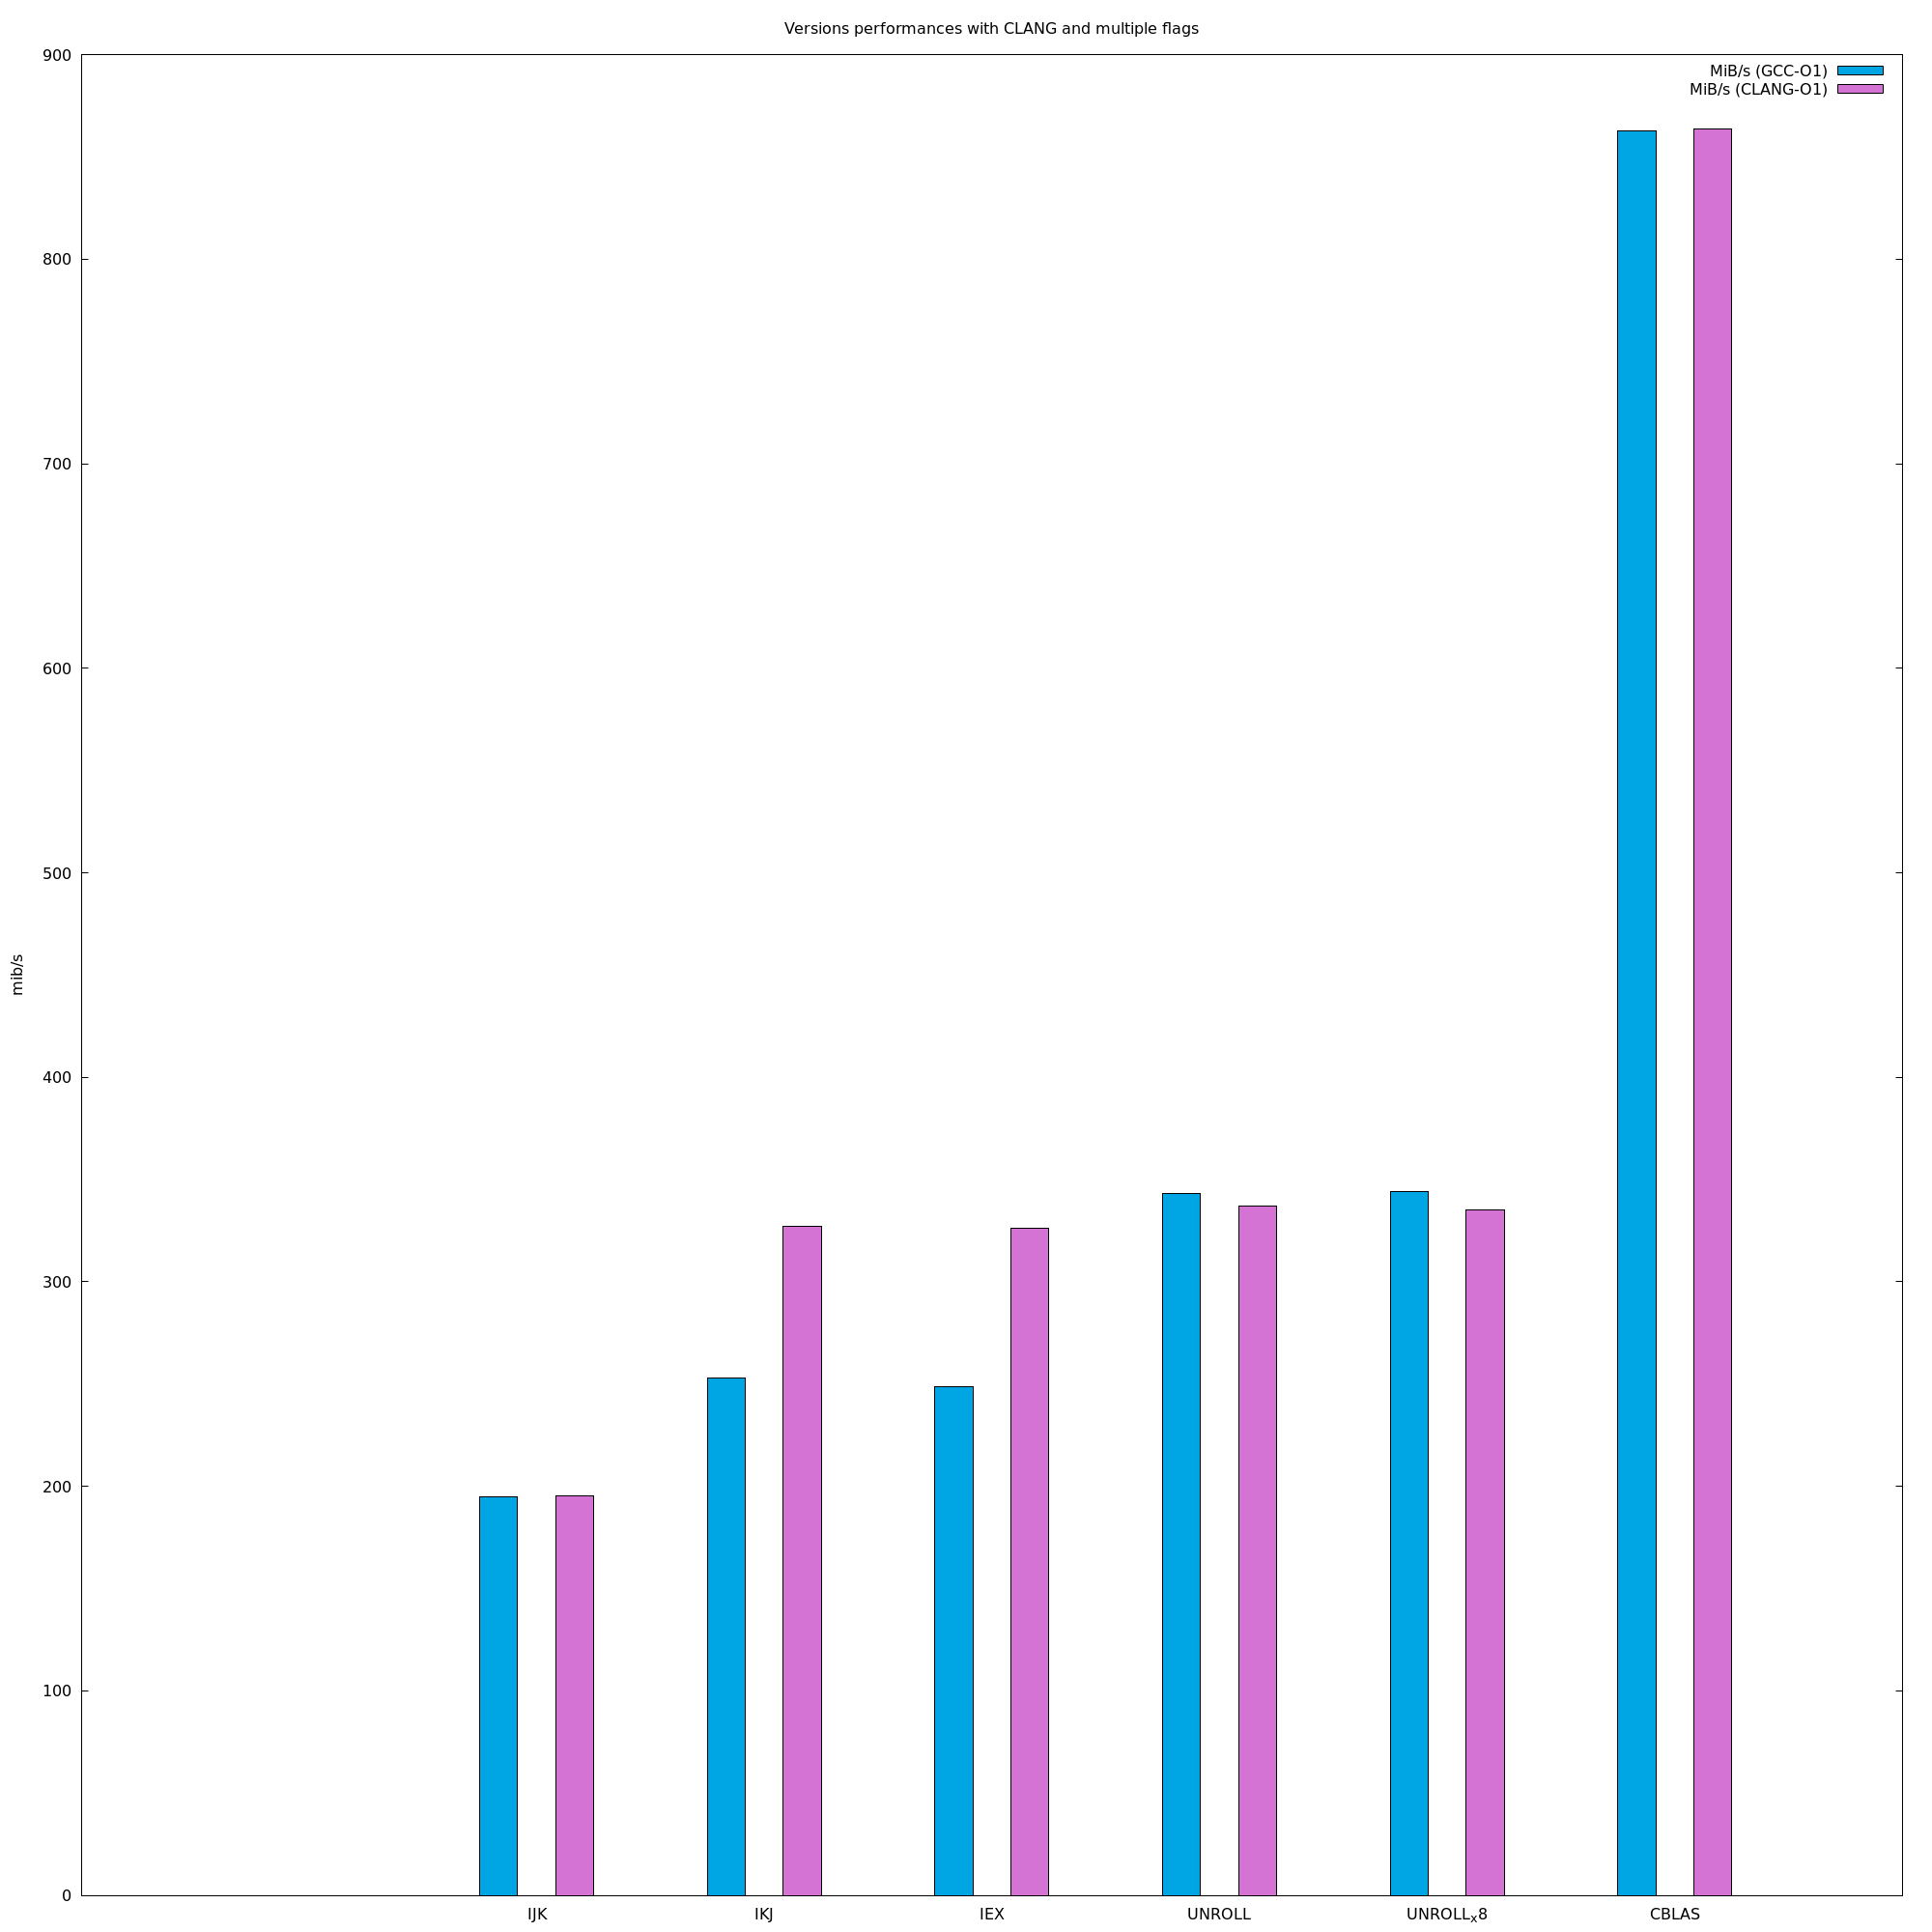 Versions performances with CLANG and multiple flags
MiB/s (GCC-O1)
MiB/s (CLANG-O1)
900
800
700
600
500
400
300
200
100
0
mib/s
IJK IKJ IEX UNROLL UNROLLx8 CBLAS